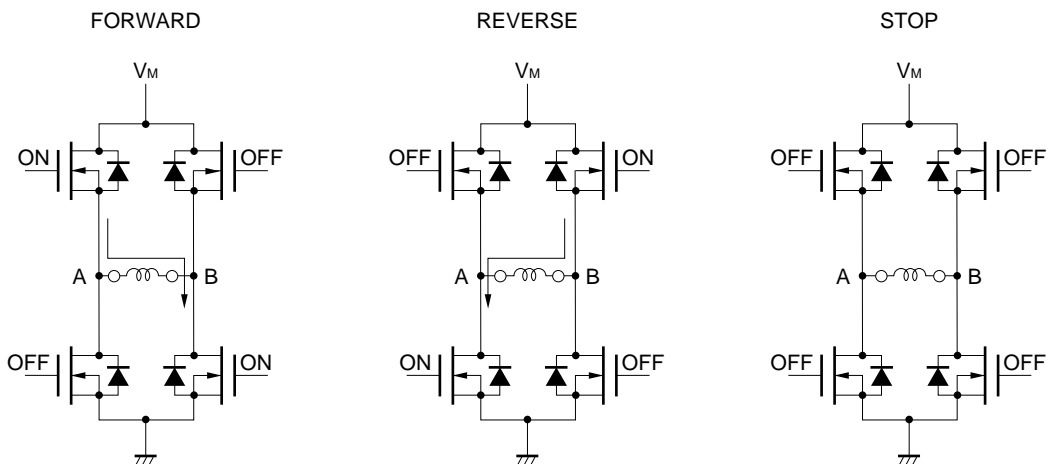 FORWARD REVERSE STOP
VM VM VM
ON OFF OFF ON OFF OFF
A B A B A B
OFF ON ON OFF OFF OFF